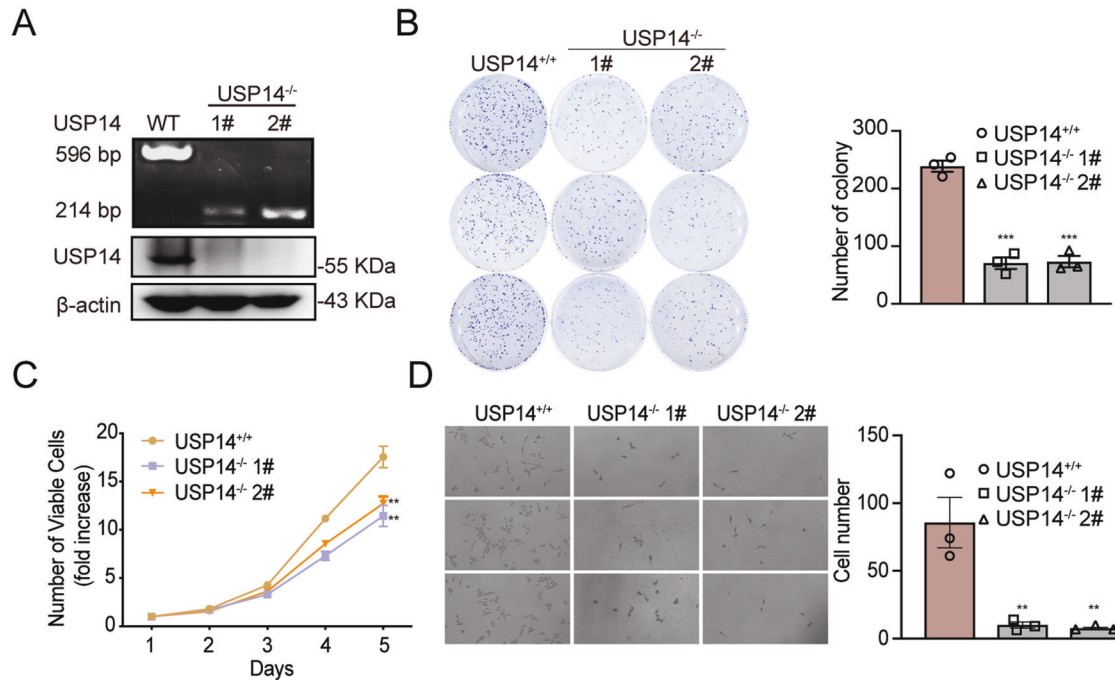 A
USP14-/-
USP14 WT 1# 2#
596 bp
214 bp
USP14
-55 KDa
β-actin
-43 KDa
B
USP14-/-
USP14+/+ 1# 2#
Number of colony
300
200
100
0
USP14+/+
USP14-/- 1#
USP14-/- 2#
*** ***
C
Number of Viable Cells
(fold increase)
20
15
10
5
0
USP14+/+
USP14-/- 1#
USP14-/- 2#
**
**
1 2 3 4 5
Days
D
USP14+/+ USP14-/- 1# USP14-/- 2#
Cell number
150
100
50
0
USP14+/+
USP14-/- 1#
USP14-/- 2#
** **